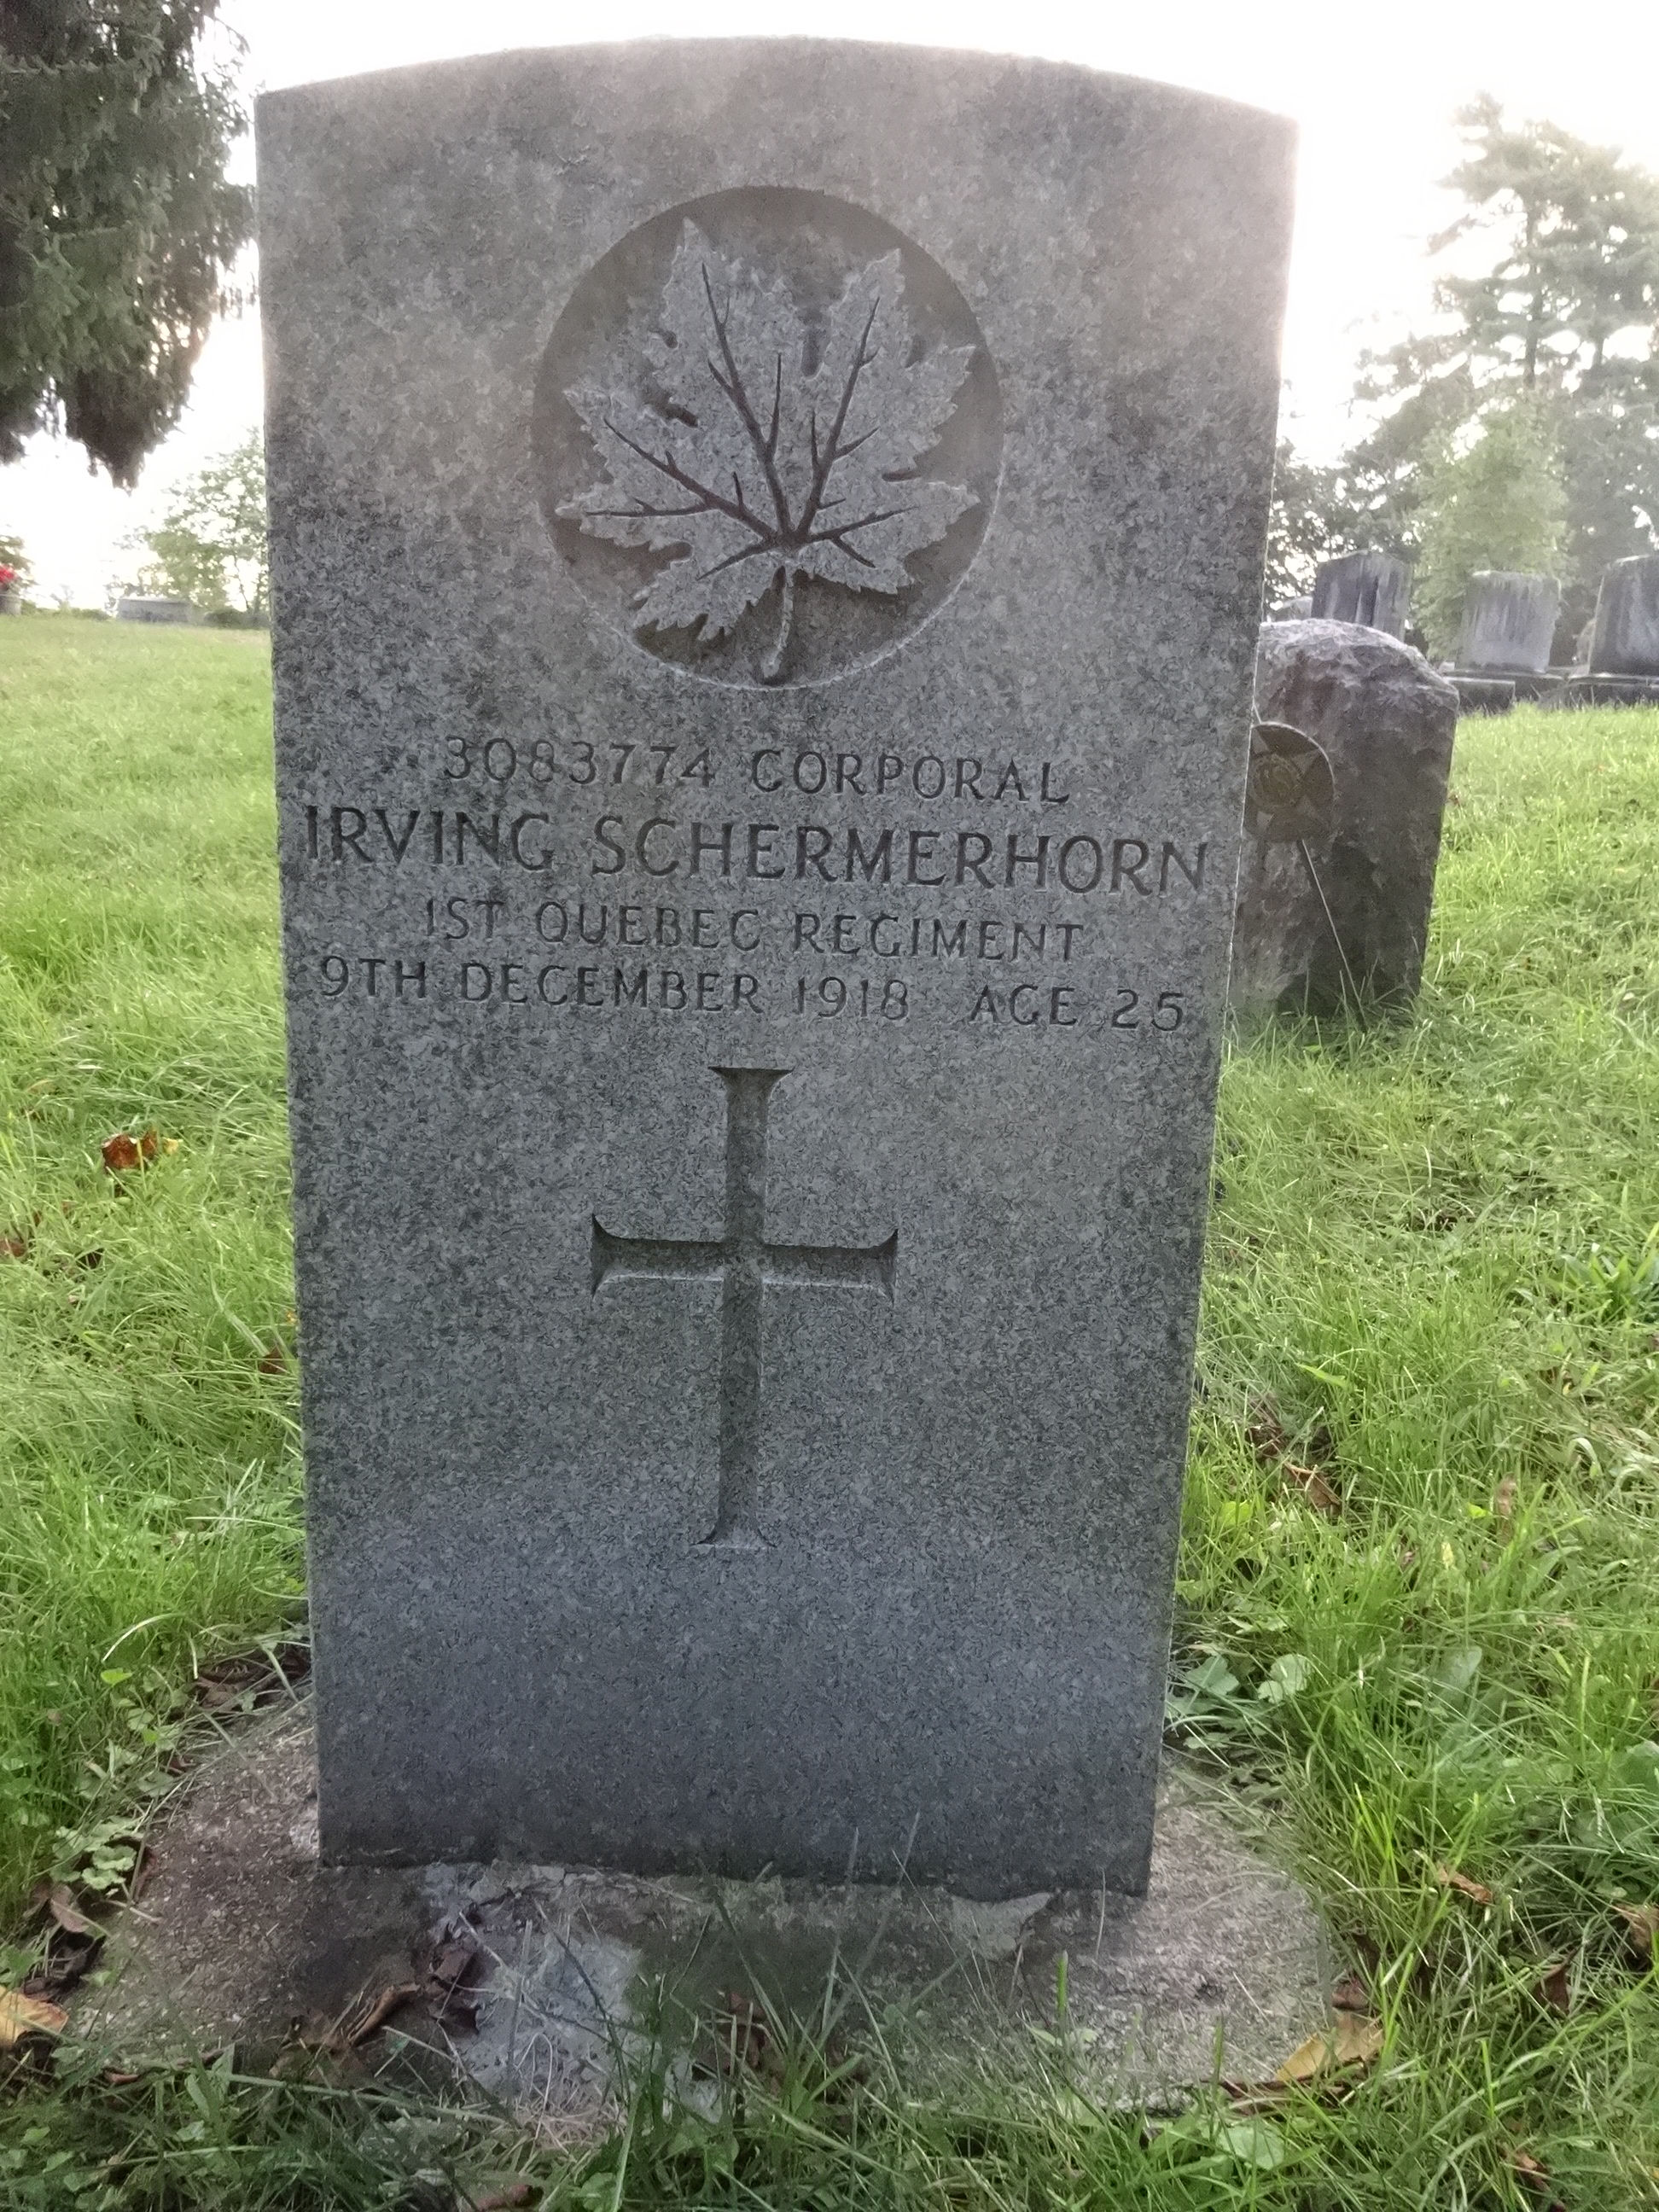 3083774 CORPORAL
IRVING SCHERMERHORN
1ST QUEBEC REGIMENT
9TH DECEMBER 1918 AGE 25